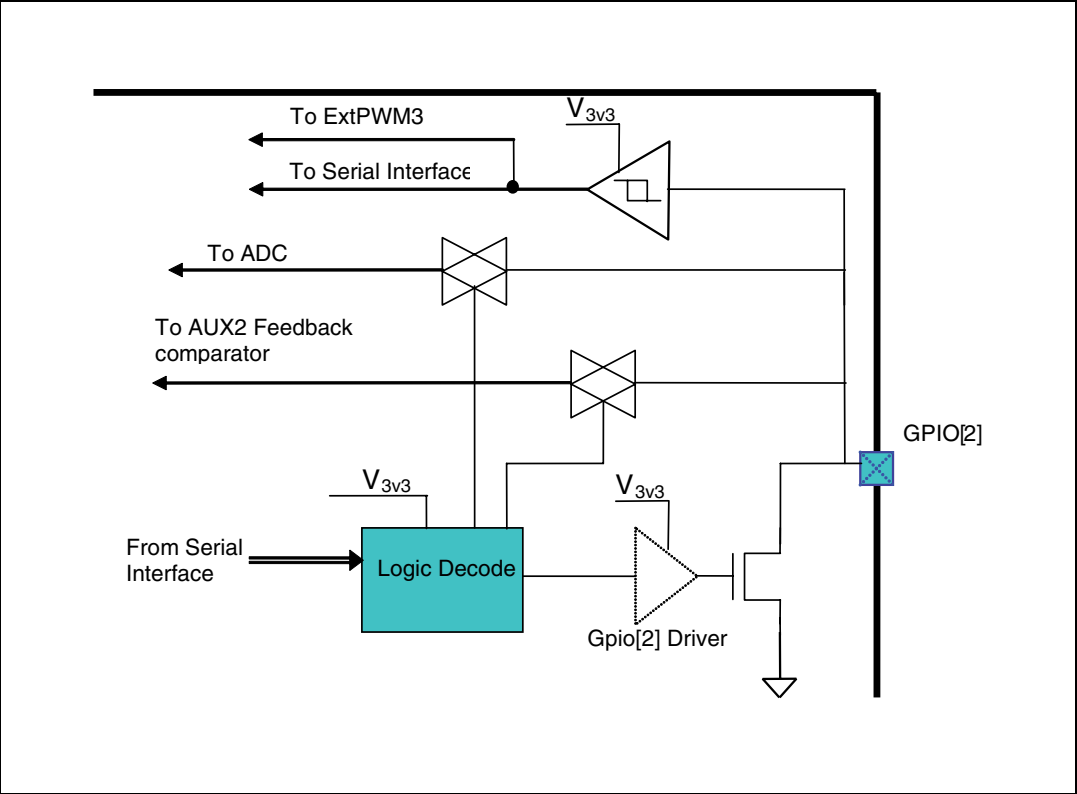 To ExtPWM3
V3v3
To Serial Interface
To ADC
To AUX2 Feedback
comparator
GPIO[2]
V3v3
V3v3
From Serial
Interface
Logic Decode
Gpio[2] Driver